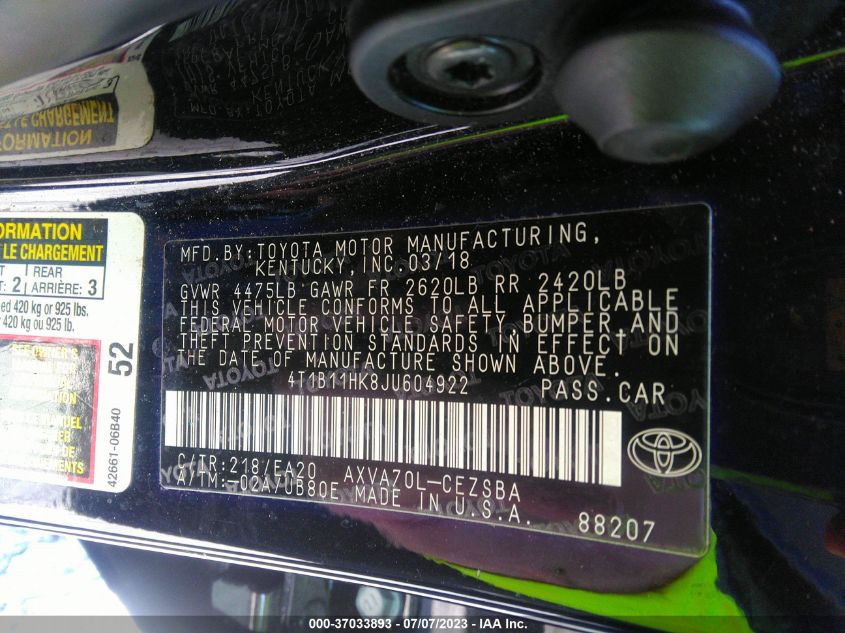 ORMATION
LE CHARGEMENT
REAR
2 ARRIÈRE: 3
420 kg or 925 lbs.
420 kg ou 925 lb.
52
42661-06B40
MFD.BY:TOYOTA MOTOR MANUFACTURING,
KENTUCKY,INC.03/18
GVWR 4475LB GAWR FR 2620LB RR 2420LB
THIS VEHICLE CONFORMS TO ALL APPLICABLE
FEDERAL MOTOR VEHICLE SAFETY,BUMPER,AND
THEFT PREVENTION STANDARDS IN EFFECT ON
THE DATE OF MANUFACTURE SHOWN ABOVE.
4T1B11HK8JU604922 PASS.CAR
C/TR:218/EA20 AXVA70L-CEZSBA
A/TM:-02A/UB80E MADE IN U.S.A.
88207
000-37033893 - 07/07/2023 - IAA Inc.